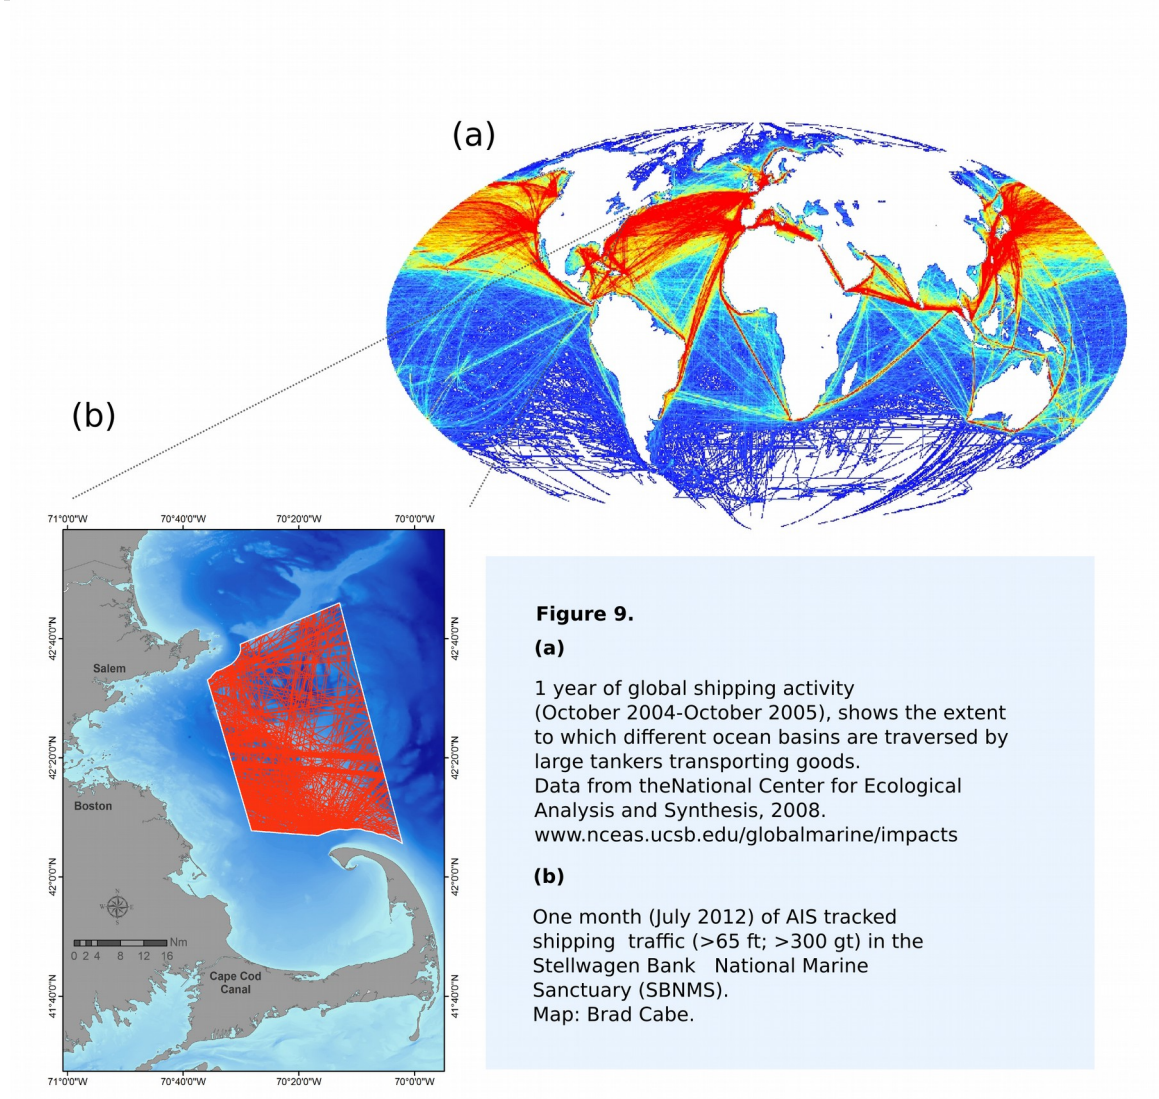 (a)
(b)
71°0'0"W 70°40'0"W 70°20'0"W 70°0'0"W
42°40'0"N 42°40'0"N
Salem
42°20'0"N 42°20'0"N
Boston
42°0'0"N 42°0'0"N
N
W E
S
Nm
0 2 4 8 12 16
Cape Cod
Canal
41°40'0"N 41°40'0"N
71°0'0"W 70°40'0"W 70°20'0"W 70°0'0"W
Figure 9.
(a)
1 year of global shipping activity
(October 2004-October 2005), shows the extent
to which different ocean basins are traversed by
large tankers transporting goods.
Data from theNational Center for Ecological
Analysis and Synthesis, 2008.
www.nceas.ucsb.edu/globalmarine/impacts
(b)
One month (July 2012) of AIS tracked
shipping traffic (>65 ft; >300 gt) in the
Stellwagen Bank National Marine
Sanctuary (SBNMS).
Map: Brad Cabe.